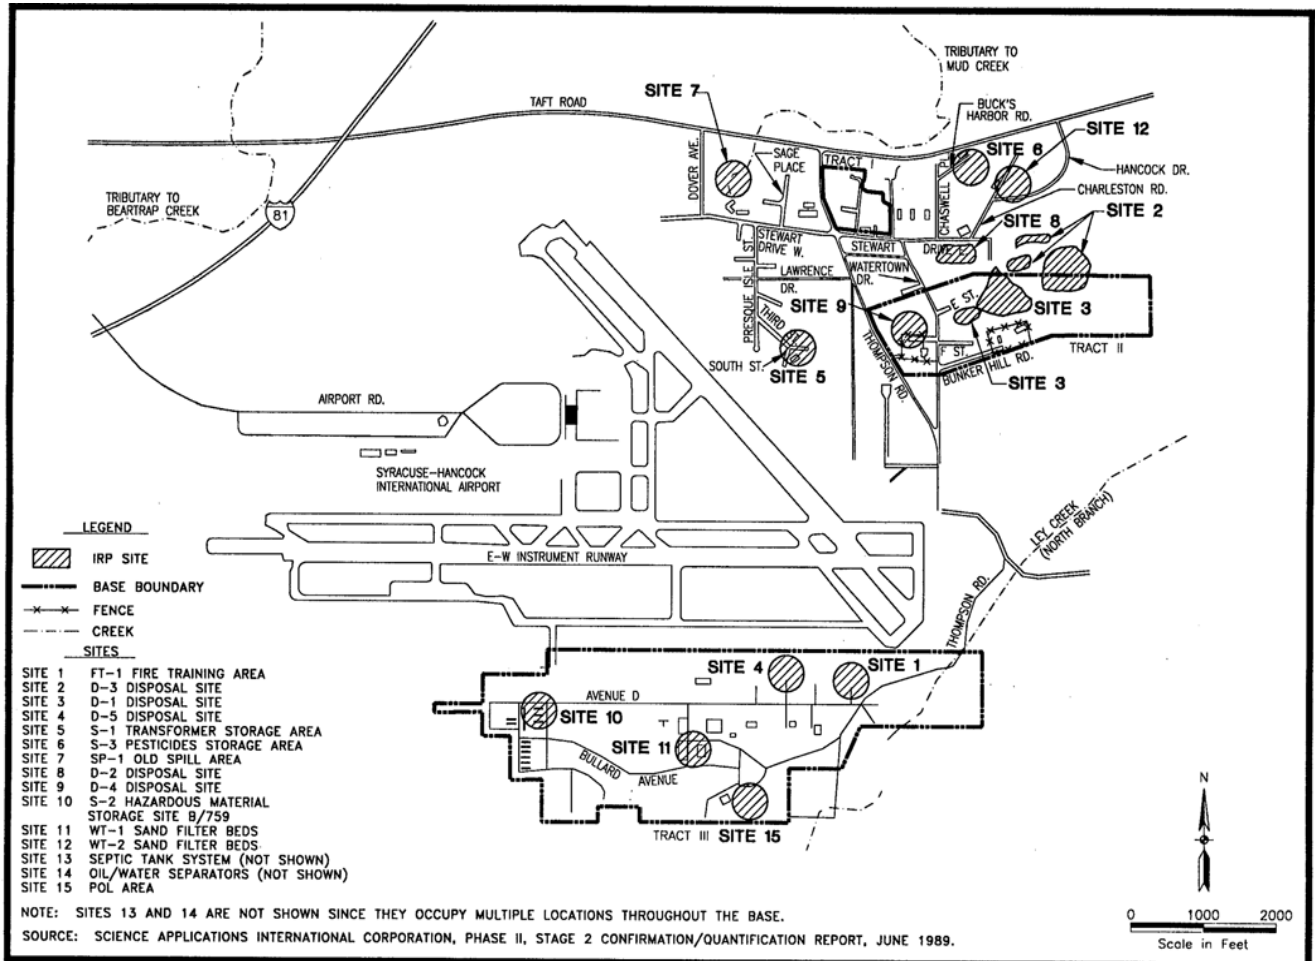 TRIBUTARY TO
MUD CREEK
SITE 7
BUCK'S
HARBOR RD.
TAFT ROAD
SITE 12
SITE 6
DOVER AVE.
SAGE
PLACE
TRACT I
CHASWELL PL.
HANCOCK DR.
CHARLESTON RD.
TRIBUTARY TO
BEARTRAP CREEK
81
SITE 2
SITE 8
STEWART
DRIVE W.
STEWART
DRIVE E.
PRESQUE ISLE ST.
LAWRENCE
DR.
WATERTOWN
DR.
E ST.
SITE 9
SITE 3
THIRD
SOUTH ST.
SITE 5
THOMPSON RD.
F ST.
BUNKER HILL RD.
TRACT II
SITE 3
AIRPORT RD.
SYRACUSE-HANCOCK
INTERNATIONAL AIRPORT
LEY CREEK
(NORTH BRANCH)
E-W INSTRUMENT RUNWAY
THOMPSON RD.
SITE 4
SITE 1
AVENUE D
SITE 10
SITE 11
BULLARD
AVENUE
TRACT III
SITE 15
LEGEND
IRP SITE
BASE BOUNDARY
FENCE
CREEK
SITES
SITE 1 FT-1 FIRE TRAINING AREA
SITE 2 D-3 DISPOSAL SITE
SITE 3 D-1 DISPOSAL SITE
SITE 4 D-5 DISPOSAL SITE
SITE 5 S-1 TRANSFORMER STORAGE AREA
SITE 6 S-3 PESTICIDES STORAGE AREA
SITE 7 SP-1 OLD SPILL AREA
SITE 8 D-2 DISPOSAL SITE
SITE 9 D-4 DISPOSAL SITE
SITE 10 S-2 HAZARDOUS MATERIAL
STORAGE SITE B/759
SITE 11 WT-1 SAND FILTER BEDS
SITE 12 WT-2 SAND FILTER BEDS
SITE 13 SEPTIC TANK SYSTEM (NOT SHOWN)
SITE 14 OIL/WATER SEPARATORS (NOT SHOWN)
SITE 15 POL AREA
N
0 1000 2000
Scale in Feet
NOTE: SITES 13 AND 14 ARE NOT SHOWN SINCE THEY OCCUPY MULTIPLE LOCATIONS THROUGHOUT THE BASE.
SOURCE: SCIENCE APPLICATIONS INTERNATIONAL CORPORATION, PHASE II, STAGE 2 CONFIRMATION/QUANTIFICATION REPORT, JUNE 1989.